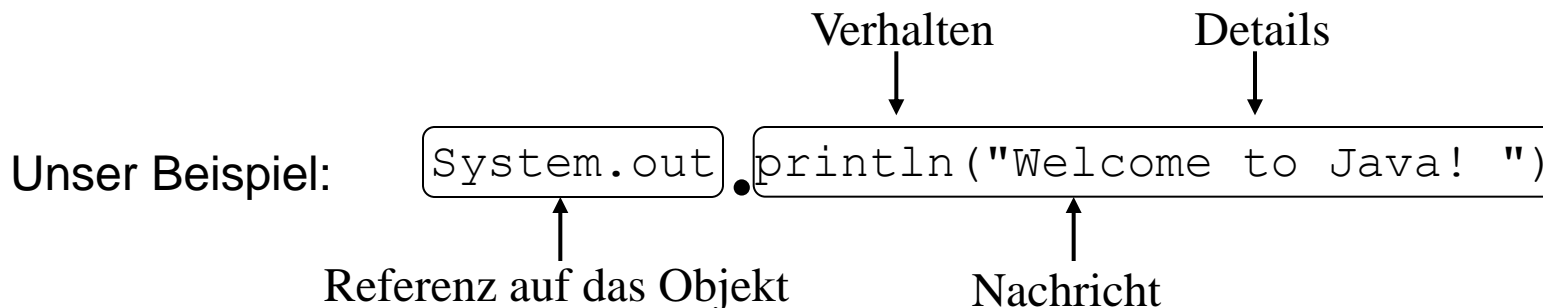 Verhalten Details
Unser Beispiel: System.out.println("Welcome to Java! ")
Referenz auf das Objekt Nachricht